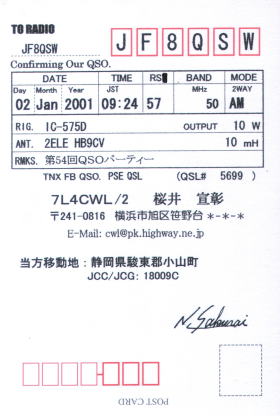 TO RADIO
JF8QSW
JF8QSW
Confirming Our QSO.
DATE TIME RS BAND MODE
Day Month Year JST MHz 2WAY
02 Jan 2001 09:24 57 50 AM
RIG. IC-575D OUTPUT 10 W
ANT. 2ELE HB9CV 10 mH
RMKS. 第54回QSOパーティー
TNX FB QSO. PSE QSL (QSL# 5699 )
7L4CWL/2 桜井 宣彰
〒241-0816 横浜市旭区笹野台 *-*-*
E-Mail: cwl@pk.highway.ne.jp
当方移動地：静岡県駿東郡小山町
JCC/JCG: 18009C
N. Sakurai
POST CARD